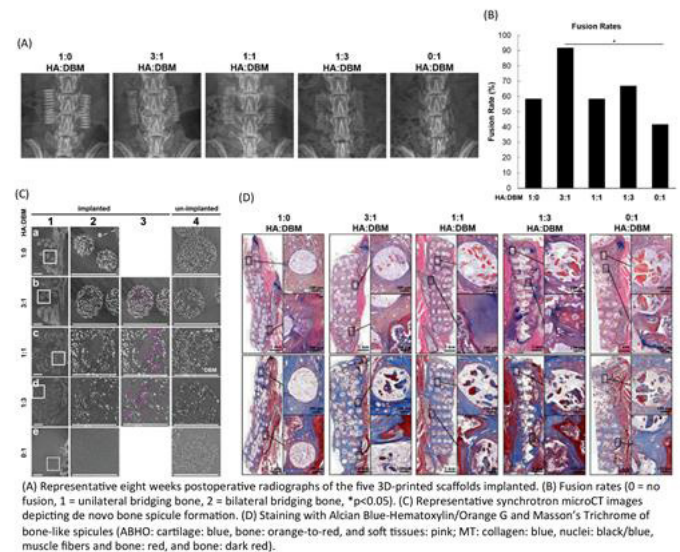 (A)
1:0 3:1 1:1 1:3 0:1
HA:DBM HA:DBM HA:DBM HA:DBM HA:DBM
(B)
Fusion Rates
Fusion Rate (%)
100
90
80
70
60
50
40
30
20
10
0
*
HA:DBM 1:0 3:1 1:1 1:3 0:1
(C)
implanted un-implanted
HA:DBM
1 2 3 4
a
1:0
b
3:1
c
1:1
DBM
d
1:3
e
0:1
(D)
1:0 3:1 1:1 1:3 0:1
HA:DBM HA:DBM HA:DBM HA:DBM HA:DBM
(A) Representative eight weeks postoperative radiographs of the five 3D-printed scaffolds implanted. (B) Fusion rates (0 = no
fusion, 1 = unilateral bridging bone, 2 = bilateral bridging bone, *p<0.05). (C) Representative synchrotron microCT images
depicting de novo bone spicule formation. (D) Staining with Alcian Blue-Hematoxylin/Orange G and Masson's Trichrome of
bone-like spicules (ABHO: cartilage: blue, bone: orange-to-red, and soft tissues: pink; MT: collagen: blue, nuclei: black/blue,
muscle fibers and bone: red, and bone: dark red).